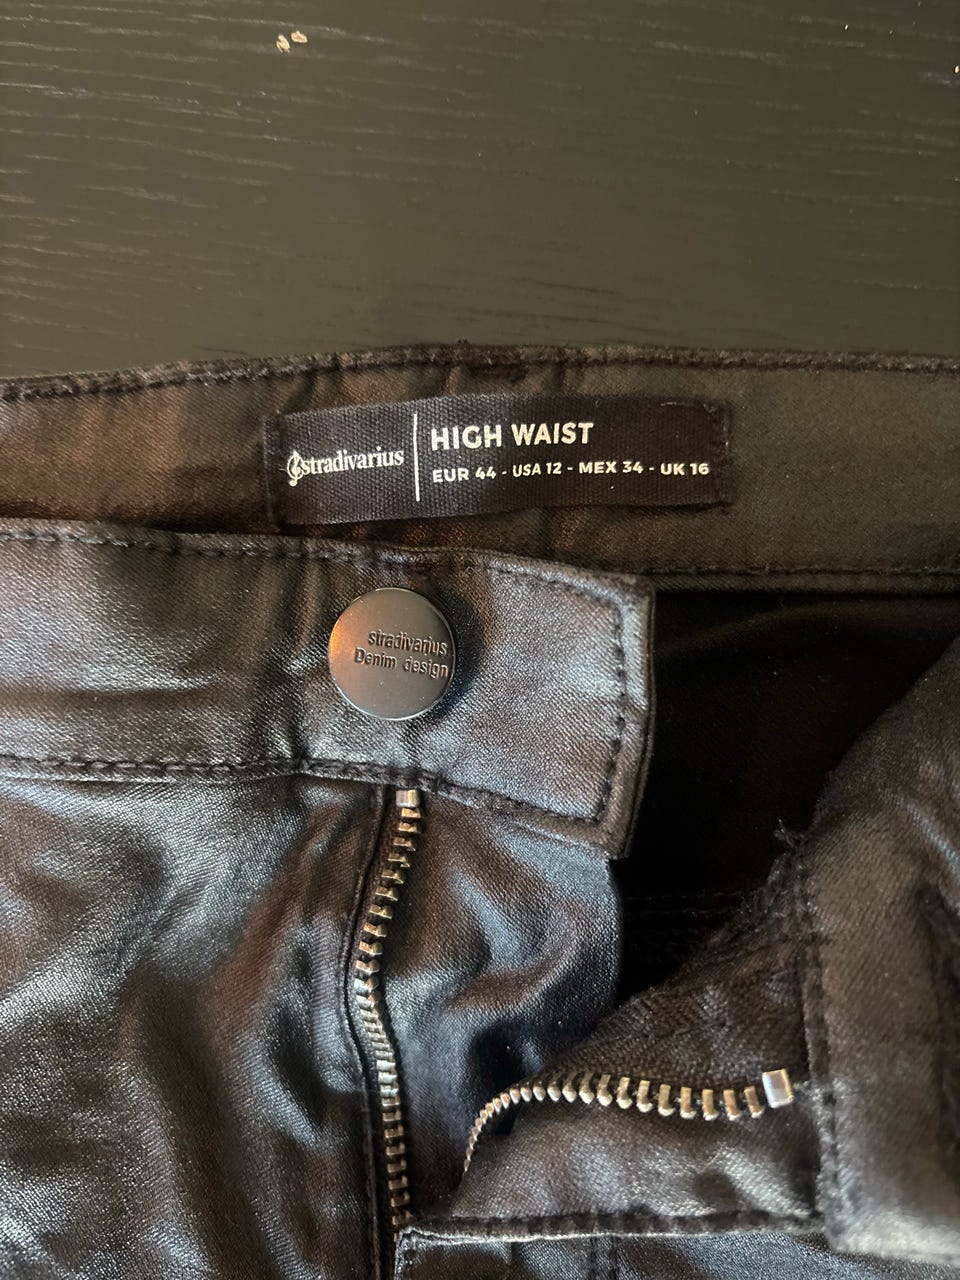 stradivarius
HIGH WAIST
EUR 44 - USA 12 - MEX 34 - UK 16
stradivarius
Denim design